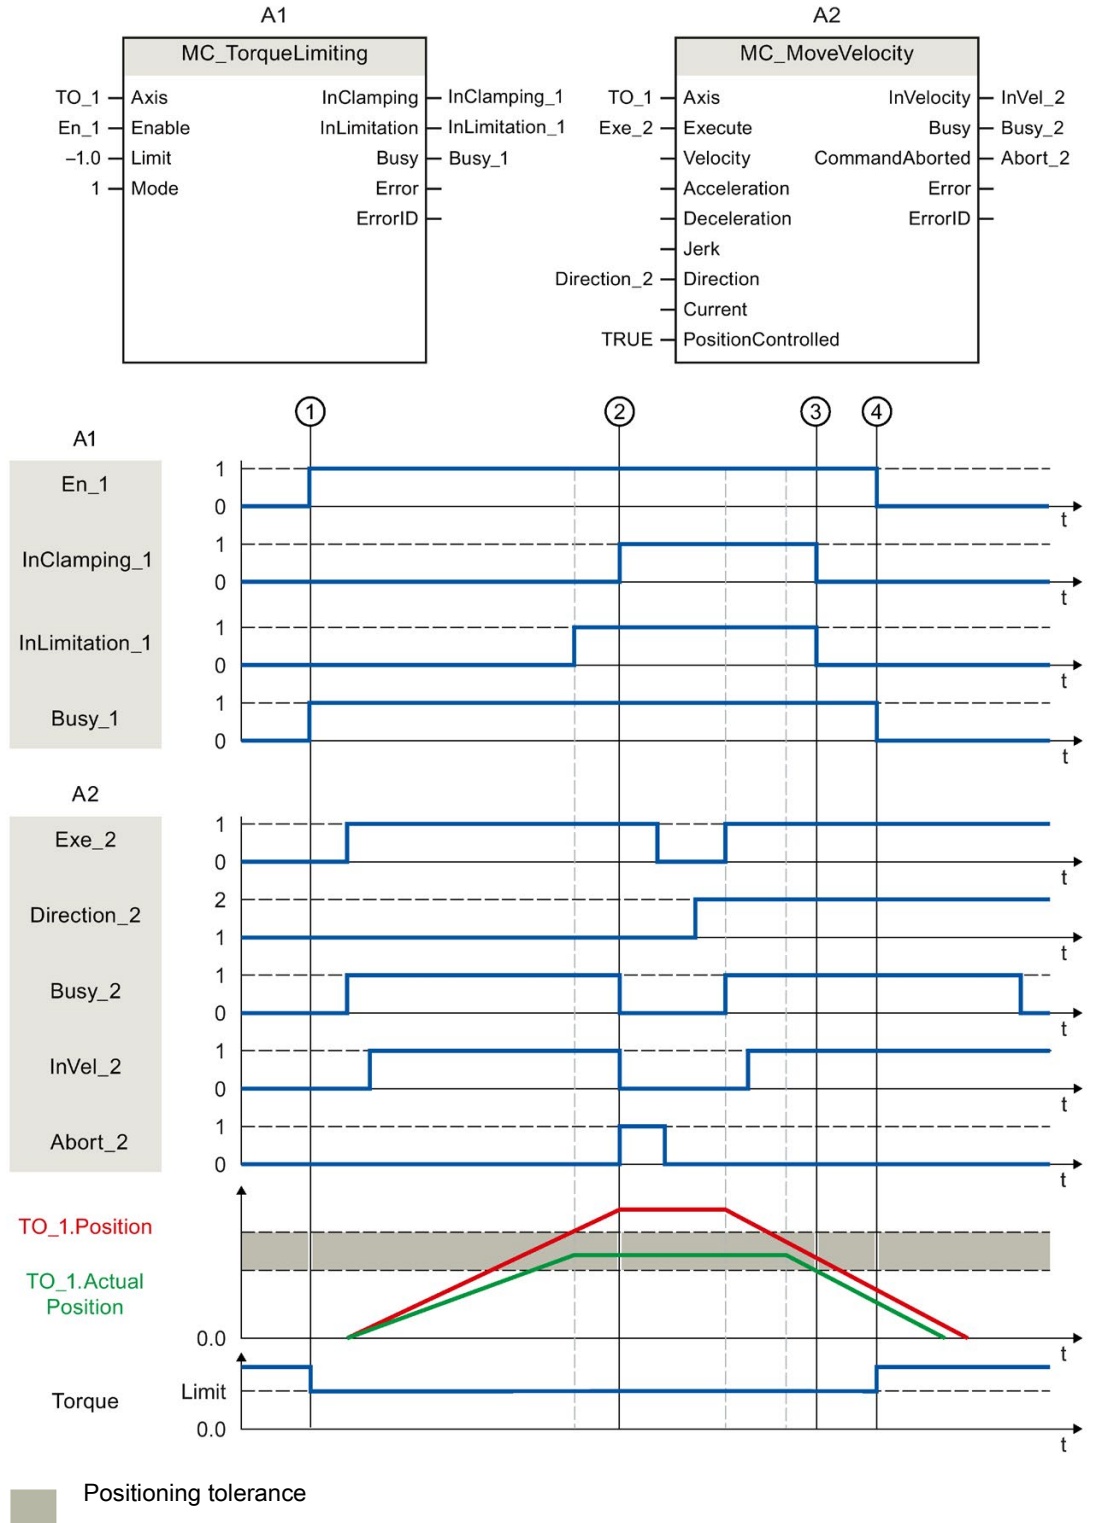 A1 A2
MC_TorqueLimiting MC_MoveVelocity
TO_1 Axis InClamping InClamping_1 TO_1 Axis InVelocity InVel_2
En_1 Enable InLimitation InLimitation_1 Exe_2 Execute Busy Busy_2
–1.0 Limit Busy Busy_1 Velocity CommandAborted Abort_2
1 Mode Error Acceleration Error
ErrorID Deceleration ErrorID
Jerk
Direction_2 Direction
Current
TRUE PositionControlled
1 2 3 4
A1
1
En_1
0
t
1
InClamping_1
0
t
1
InLimitation_1
0
t
1
Busy_1
0
t
A2
1
Exe_2
0
t
2
Direction_2
1
t
1
Busy_2
0
t
1
InVel_2
0
t
1
Abort_2
0
t
TO_1.Position
TO_1.Actual
Position
0.0
t
Limit
Torque
0.0
t
Positioning tolerance